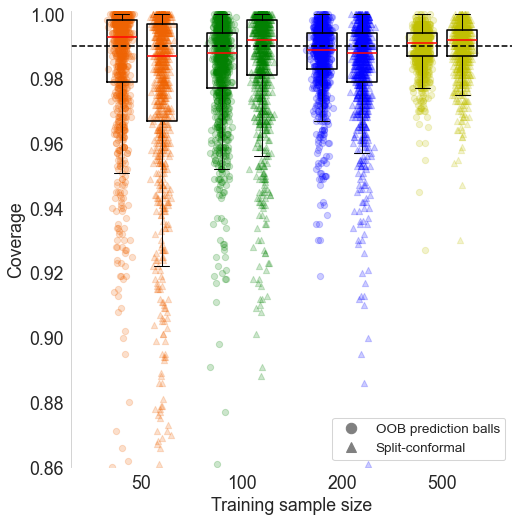 1.00
0.98
0.96
0.94
0.92
0.90
0.88
0.86
Coverage
OOB prediction balls
Split-conformal
50 100 200 500
Training sample size